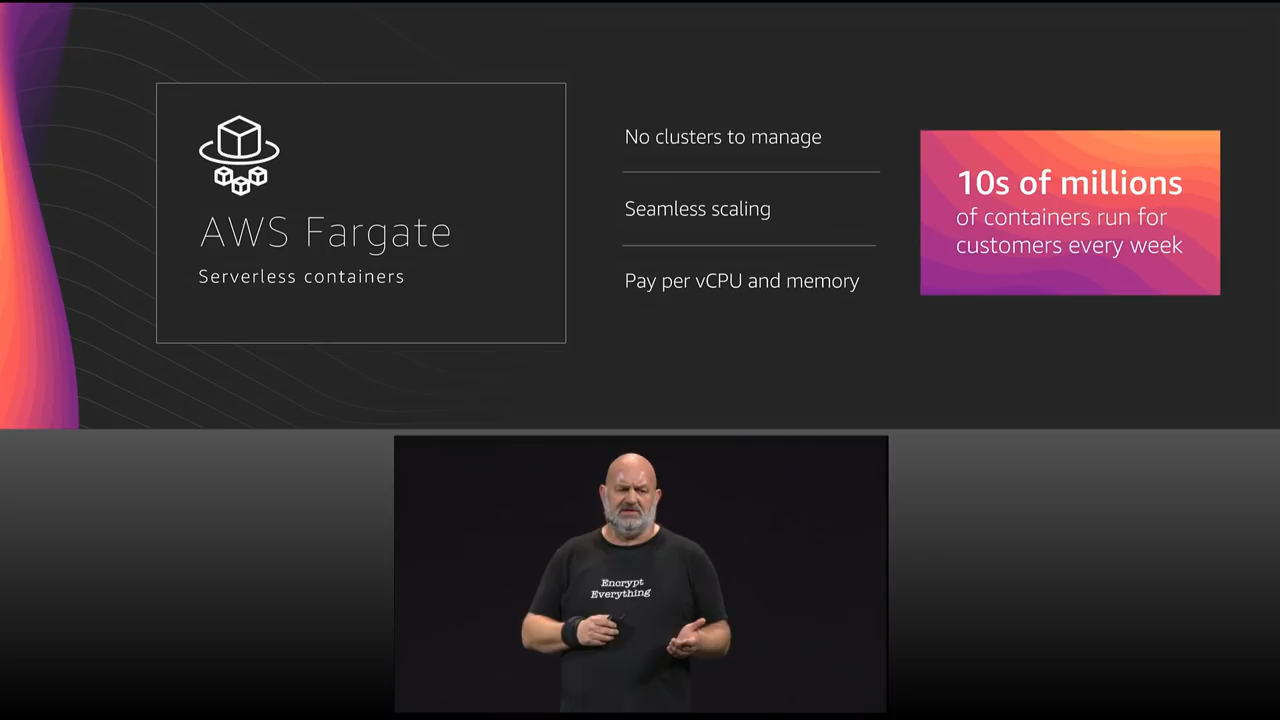 AWS Fargate
Serverless containers
No clusters to manage
Seamless scaling
Pay per vCPU and memory
10s of millions
of containers run for
customers every week
Encrypt
Everything